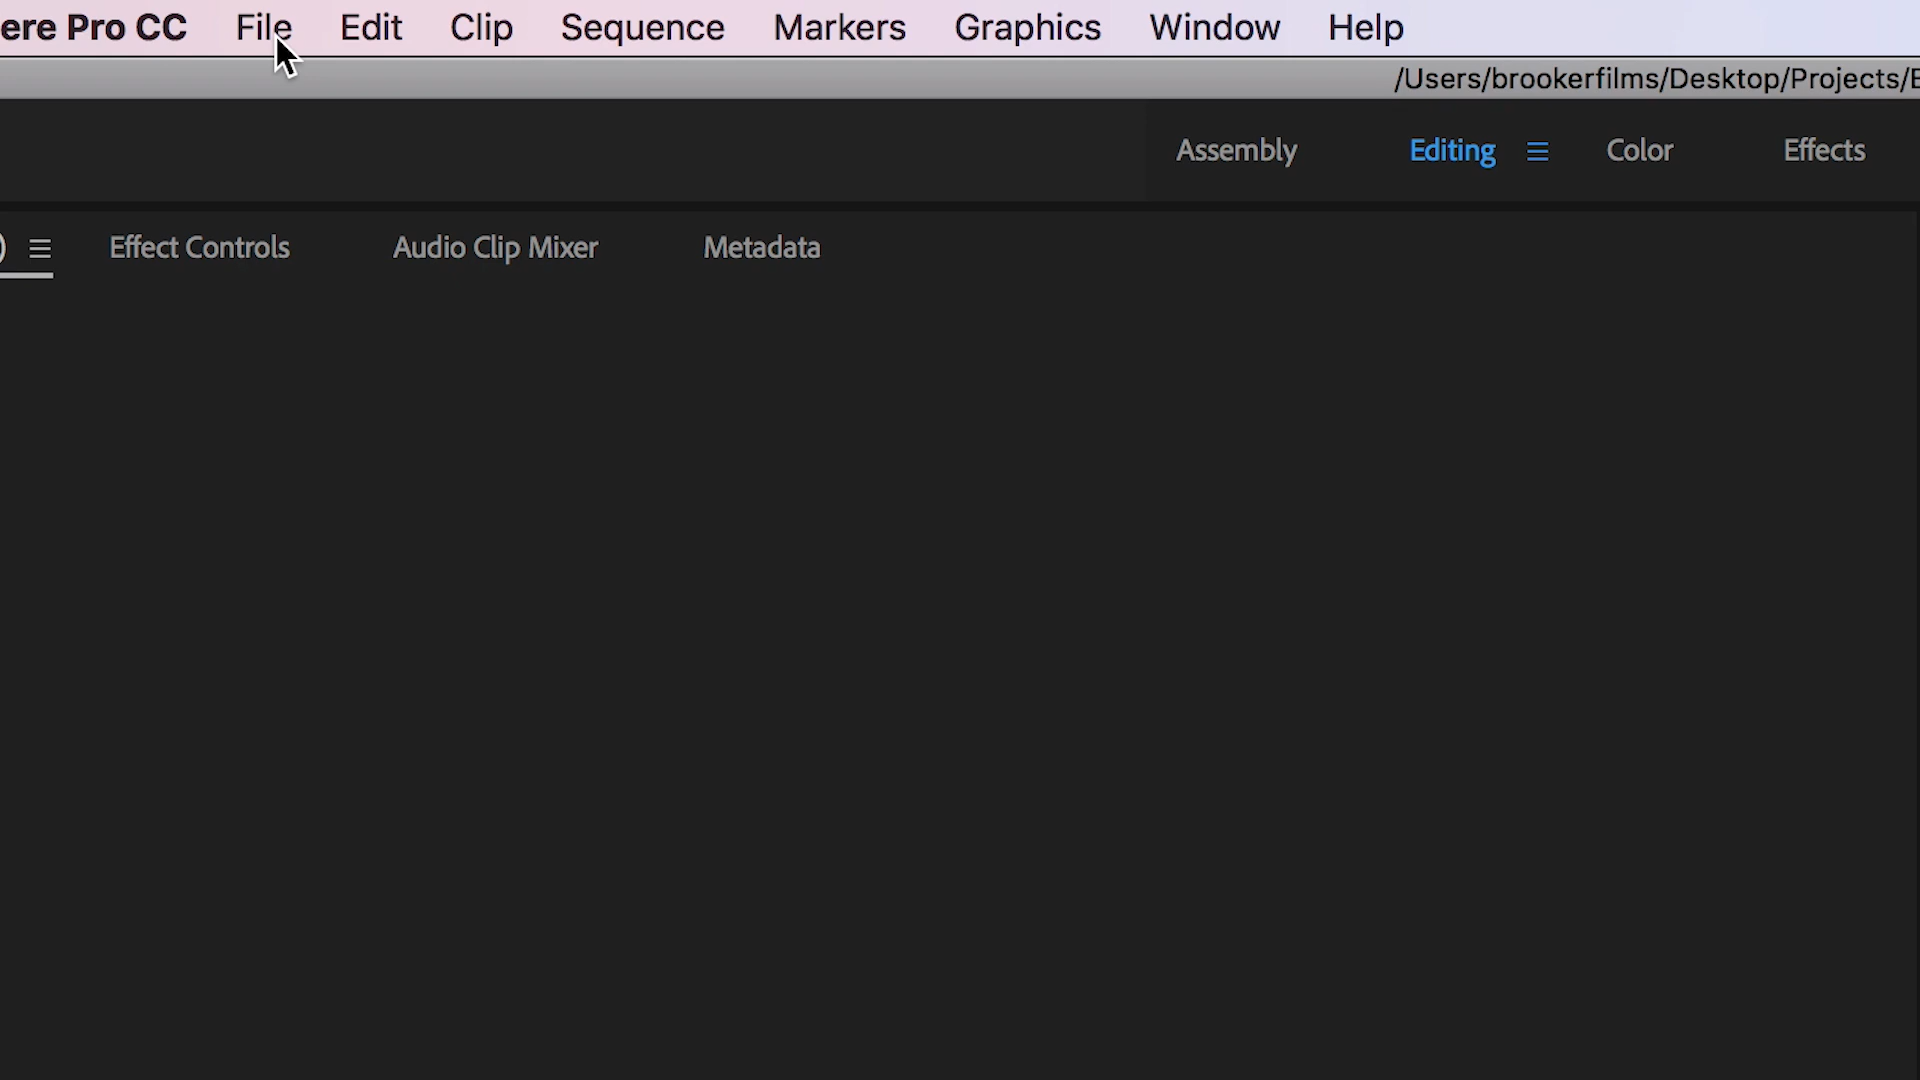 ere Pro CC File Edit Clip Sequence Markers Graphics Window Help
/Users/brookerfilms/Desktop/Projects/
Assembly Editing Color Effects
Effect Controls Audio Clip Mixer Metadata